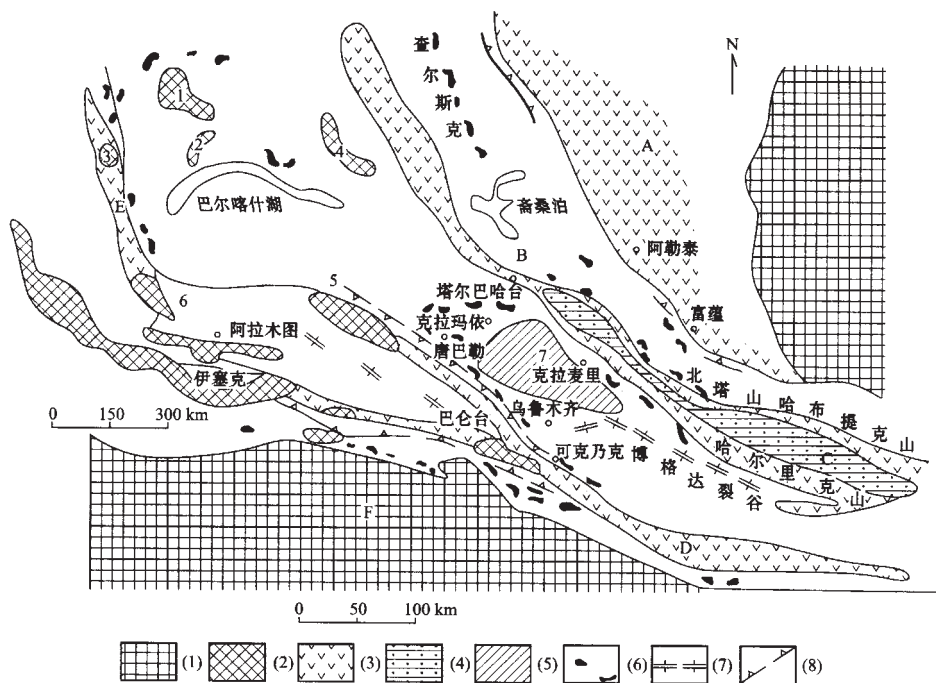 查
尔
斯
克
N
1
2
3
4
A
E
巴尔喀什湖
斋桑泊
阿勒泰
B
5
6
塔尔巴哈台
富蕴
阿拉木图
克拉玛依
唐巴勒
7
克拉麦里
北塔山哈布提克山
伊塞克
0 150 300 km
巴仑台
乌鲁木齐
可克乃克
博格达裂谷
哈尔里克山
C
F
D
0 50 100 km
(1) (2) (3) (4) (5) (6) (7) (8)